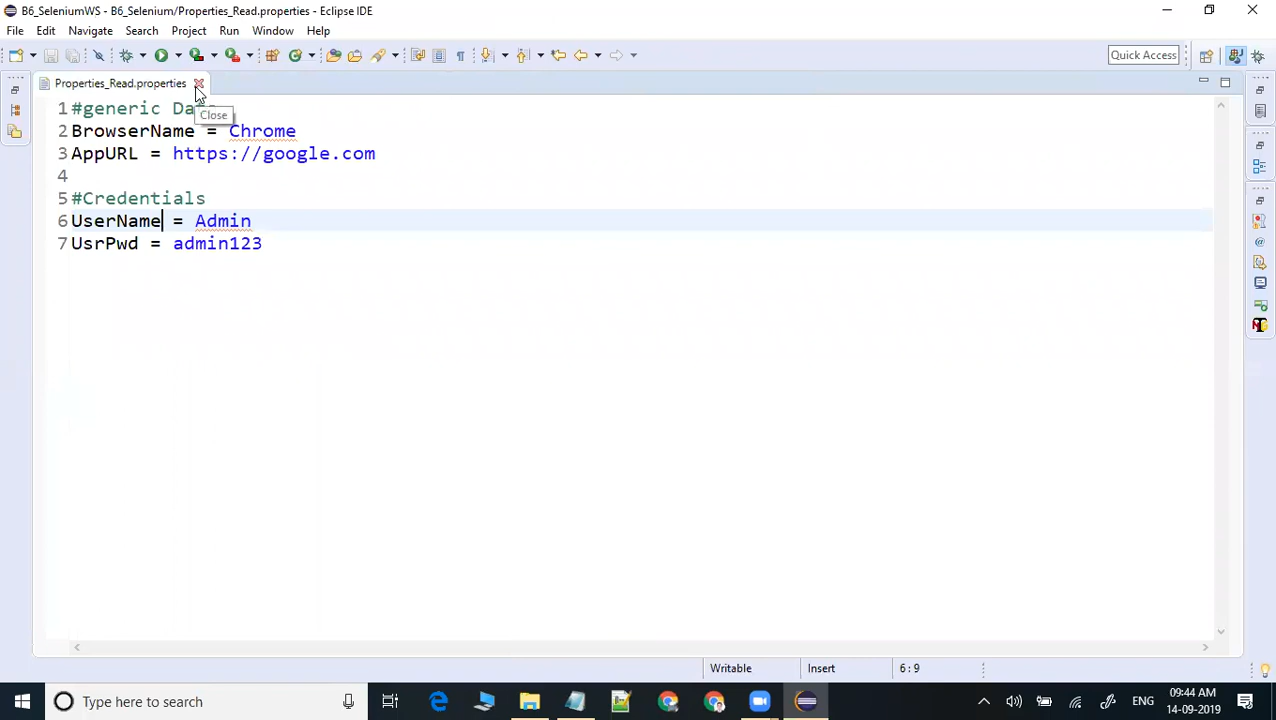 B6_SeleniumWS - B6_Selenium/Properties_Read.properties - Eclipse IDE
File Edit Navigate Search Project Run Window Help
Quick Access
Properties_Read.properties
1 #generic Da
Close
2 BrowserName = Chrome
3 AppURL = https://google.com
4
5 #Credentials
6 UserName = Admin
7 UsrPwd = admin123
Writable Insert 6 : 9
Type here to search
ENG
09:44 AM
14-09-2019